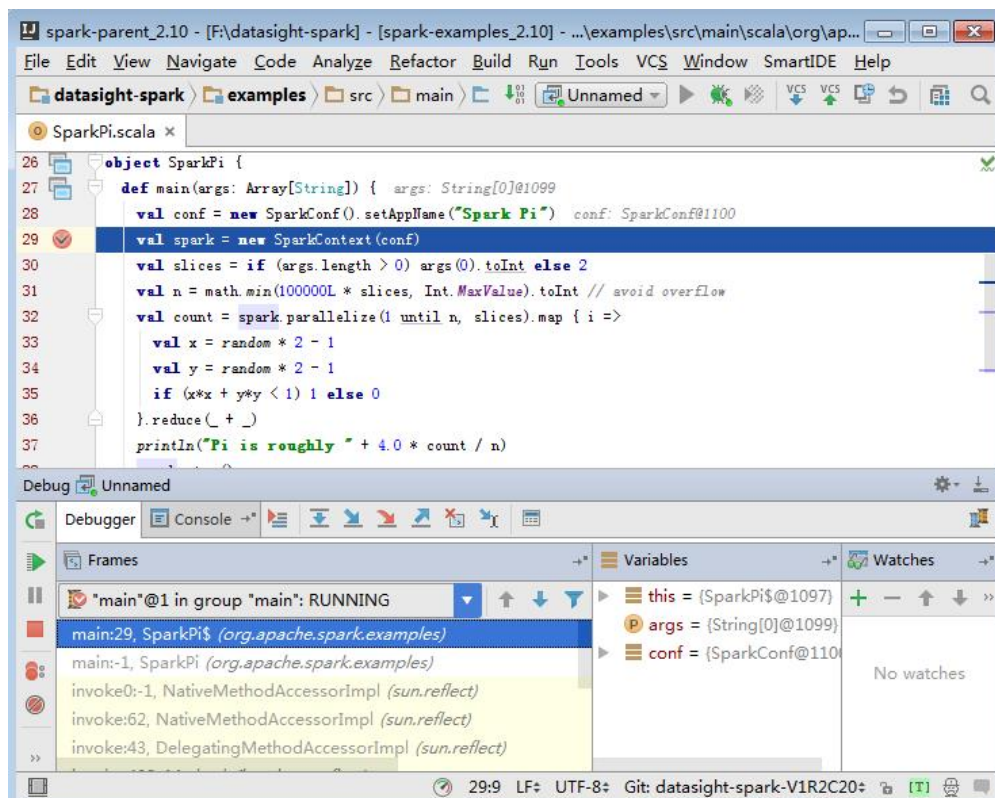 spark-parent_2.10 - [F:\datasight-spark] - [spark-examples_2.10] - ...\examples\src\main\scala\org\ap...
File Edit View Navigate Code Analyze Refactor Build Run Tools VCS Window SmartIDE Help
datasight-spark examples src main Unnamed VCS VCS
SparkPi.scala ×
26 object SparkPi {
27 def main(args: Array[String]) { args: String[0]@1099
28 val conf = new SparkConf().setAppName("Spark Pi") conf: SparkConf@1100
29 val spark = new SparkContext(conf)
30 val slices = if (args.length > 0) args(0).toInt else 2
31 val n = math.min(100000L * slices, Int.MaxValue).toInt // avoid overflow
32 val count = spark.parallelize(1 until n, slices).map { i =>
33 val x = random * 2 - 1
34 val y = random * 2 - 1
35 if (x*x + y*y < 1) 1 else 0
36 }.reduce(_ + _)
37 println("Pi is roughly " + 4.0 * count / n)
Debug Unnamed
Debugger Console
Frames
Variables
Watches
"main"@1 in group "main": RUNNING
main:29, SparkPi$ (org.apache.spark.examples)
main:-1, SparkPi (org.apache.spark.examples)
invoke0:-1, NativeMethodAccessorImpl (sun.reflect)
invoke:62, NativeMethodAccessorImpl (sun.reflect)
invoke:43, DelegatingMethodAccessorImpl (sun.reflect)
this = {SparkPi$@1097}
args = {String[0]@1099}
conf = {SparkConf@110
No watches
29:9 LF UTF-8 Git: datasight-spark-V1R2C20 [T]